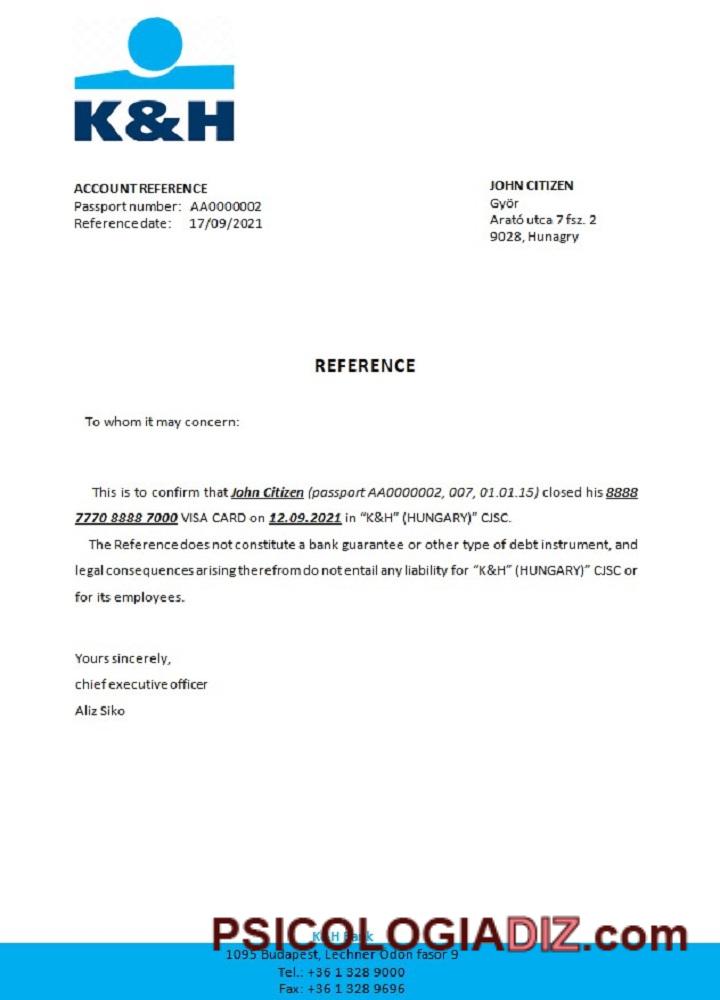 K&H
ACCOUNT REFERENCE
Passport number: AA0000002
Reference date: 17/09/2021
JOHN CITIZEN
Györ
Arató utca 7 fsz. 2
9028, Hunagry
REFERENCE
To whom it may concern:
This is to confirm that John Citizen (passport AA0000002, 007, 01.01.15) closed his 8888
7770 8888 7000 VISA CARD on 12.09.2021 in “K&H” (HUNGARY)” CJSC.
The Reference does not constitute a bank guarantee or other type of debt instrument, and
legal consequences arising therefrom do not entail any liability for “K&H” (HUNGARY)” CJSC or
for its employees.
Yours sincerely,
chief executive officer
Aliz Siko
PSICOLOGIADIZ.com
K&H Bank
1095 Budapest, Lechner Ödön fasor 9
Tel.: +36 1 328 9000
Fax: +36 1 328 9696